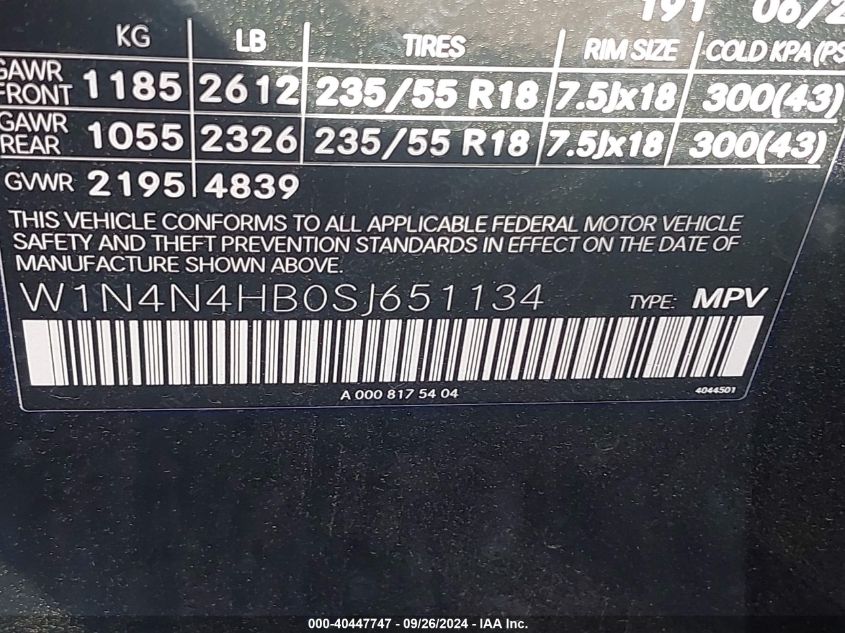 191 06/2
KG LB TIRES RIM SIZE COLD KPA(PS
GAWR FRONT 1185 2612 235/55 R18 7.5Jx18 300(43)
GAWR REAR 1055 2326 235/55 R18 7.5Jx18 300(43)
GVWR 2195 4839
THIS VEHICLE CONFORMS TO ALL APPLICABLE FEDERAL MOTOR VEHICLE
SAFETY AND THEFT PREVENTION STANDARDS IN EFFECT ON THE DATE OF
MANUFACTURE SHOWN ABOVE.
W1N4N4HB0SJ651134 TYPE: MPV
A 000 817 54 04 4044501
000-40447747 - 09/26/2024 - IAA Inc.